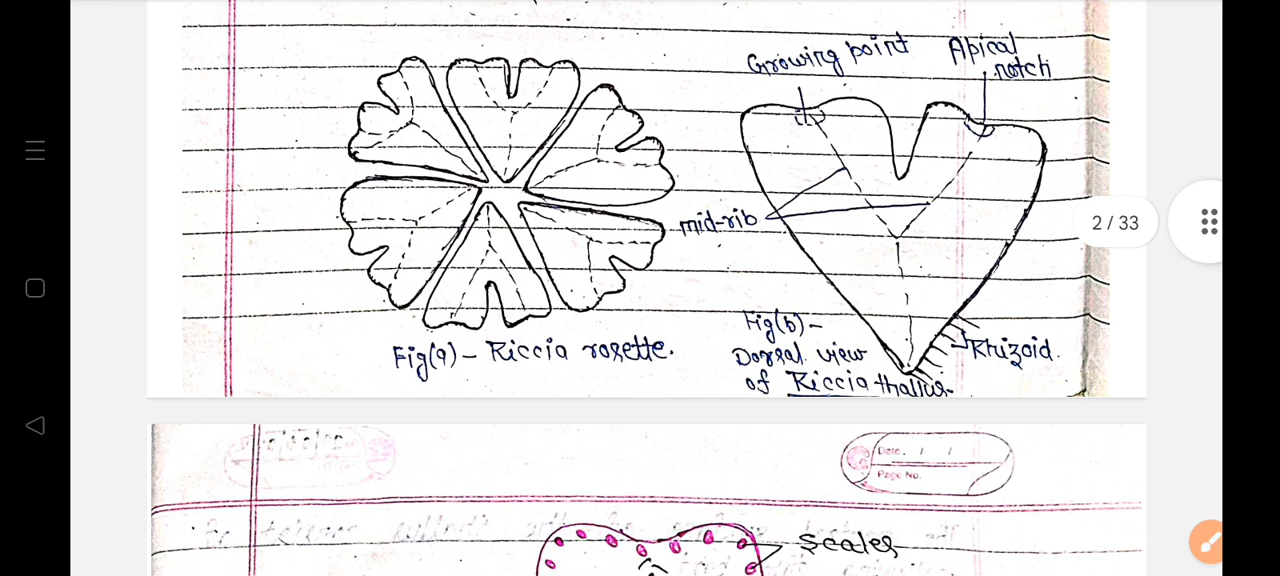 Growing point
Apical
notch
mid-rib
2 / 33
Fig(a) - Riccia rosette.
Fig(b) -
Dorsal view
of Riccia thallus.
Rhizoid.
Date. / /
Page No.
Scales